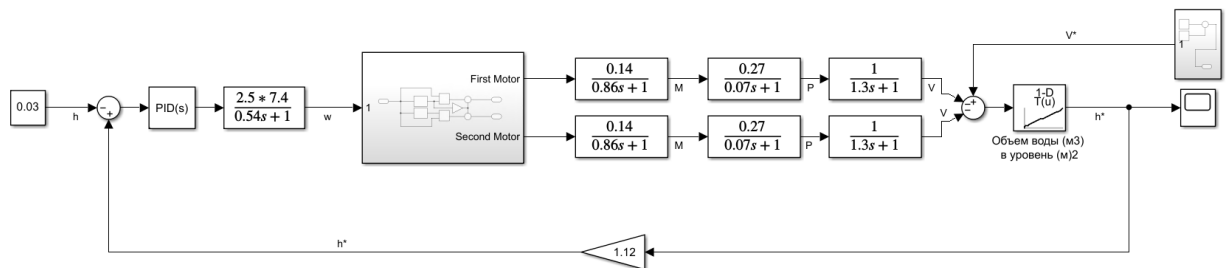 V*
1
First Motor
0.14
0.86s + 1
M
0.27
0.07s + 1
P
1
1.3s + 1
V
0.03
h
PID(s)
2.5 * 7.4
0.54s + 1
w
1
1-D
T(u)
h*
Second Motor
0.14
0.86s + 1
M
0.27
0.07s + 1
P
1
1.3s + 1
V
Объем воды (м3)
в уровень (м)2
h*
1.12